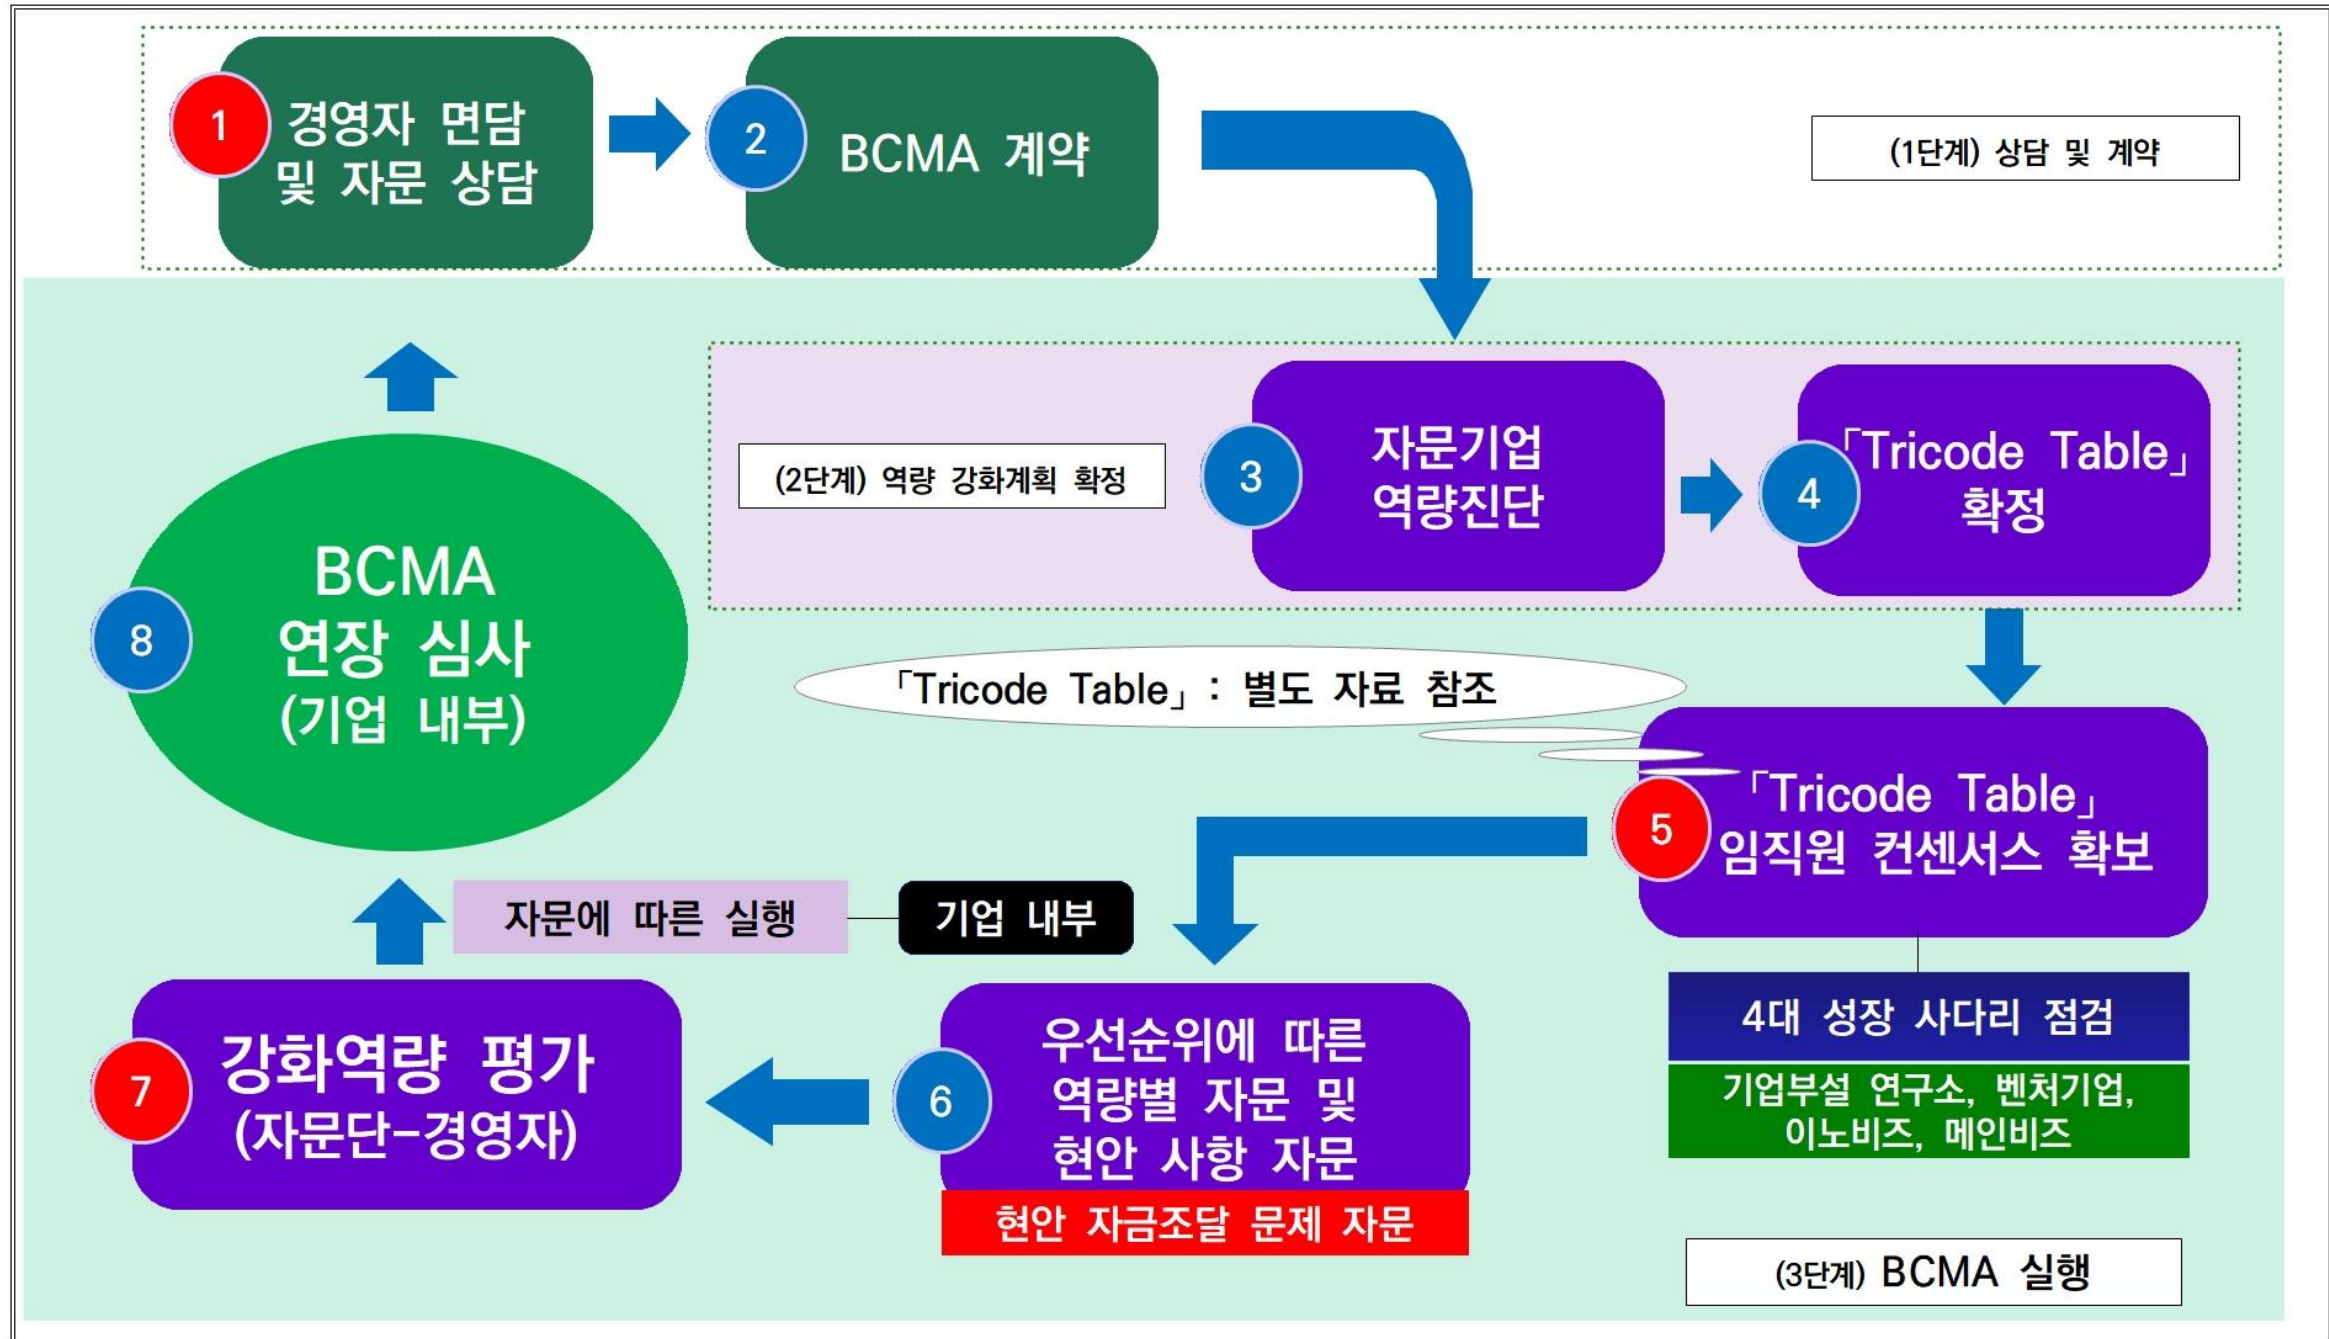 1
경영자 면담
및 자문 상담
2
BCMA 계약
(1단계) 상담 및 계약
(2단계) 역량 강화계획 확정
3
자문기업
역량진단
4
「Tricode Table」
확정
「Tricode Table」: 별도 자료 참조
5
「Tricode Table」
임직원 컨센서스 확보
4대 성장 사다리 점검
기업부설 연구소, 벤처기업,
이노비즈, 메인비즈
6
우선순위에 따른
역량별 자문 및
현안 사항 자문
현안 자금조달 문제 자문
7
강화역량 평가
(자문단-경영자)
자문에 따른 실행
기업 내부
8
BCMA
연장 심사
(기업 내부)
(3단계) BCMA 실행